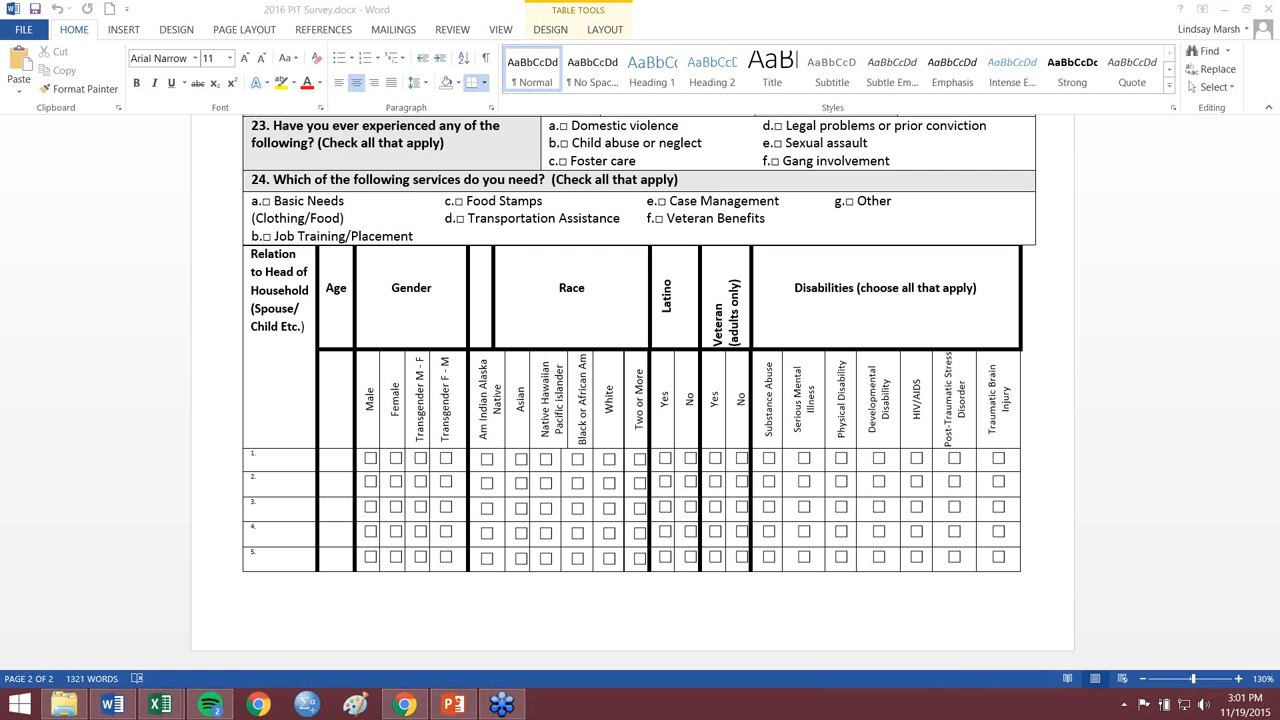 2016 PIT Survey.docx - Word
TABLE TOOLS
FILE HOME INSERT DESIGN PAGE LAYOUT REFERENCES MAILINGS REVIEW VIEW DESIGN LAYOUT
Lindsay Marsh
Cut
Copy
Format Painter
Paste
Clipboard
Arial Narrow 11
Font
Paragraph
AaBbCcDd AaBbCcDd AaBbCc AaBbCcD AaBl AaBbCcD AaBbCcDd AaBbCcDd AaBbCcDd AaBbCcDc AaBbCcDd
¶ Normal ¶ No Spac... Heading 1 Heading 2 Title Subtitle Subtle Em... Emphasis Intense E... Strong Quote
Styles
Find
Replace
Select
Editing
23. Have you ever experienced any of the
following? (Check all that apply)
a.□ Domestic violence
b.□ Child abuse or neglect
c.□ Foster care
d.□ Legal problems or prior conviction
e.□ Sexual assault
f.□ Gang involvement
24. Which of the following services do you need? (Check all that apply)
a.□ Basic Needs
(Clothing/Food)
b.□ Job Training/Placement
c.□ Food Stamps
d.□ Transportation Assistance
e.□ Case Management
f.□ Veteran Benefits
g.□ Other
Relation
to Head of
Household
(Spouse/
Child Etc.)
Age
Gender
Race
Latino
Veteran
(adults only)
Disabilities (choose all that apply)
Male
Female
Transgender M - F
Transgender F - M
Am Indian Alaska
Native
Asian
Native Hawaiian
Pacific islander
Black or African Am
White
Two or More
Yes
No
Yes
No
Substance Abuse
Serious Mental
Illness
Physical Disability
Developmental
Disability
HIV/AIDS
Post-Traumatic Stress
Disorder
Traumatic Brain
Injury
1.
2.
3.
4.
5.
PAGE 2 OF 2 1321 WORDS
130%
3:01 PM
11/19/2015